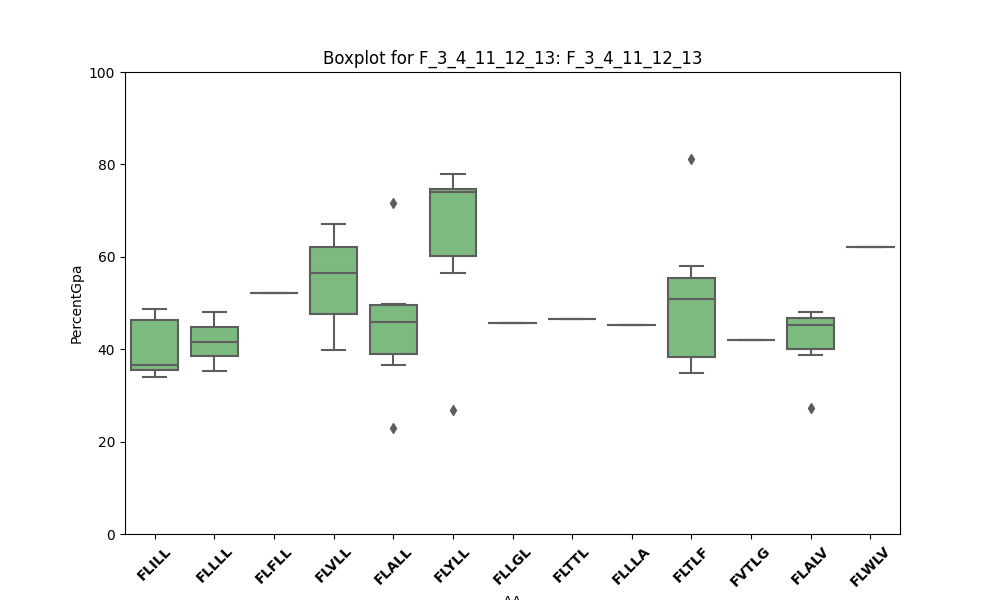 Boxplot for F_3_4_11_12_13: F_3_4_11_12_13
PercentGpa
100
80
60
40
20
0
FLILL
FLLLL
FLFLL
FLVLL
FLALL
FLYLL
FLLGL
FLTTL
FLLLA
FLTLF
FVTLG
FLALV
FLWLV
AA